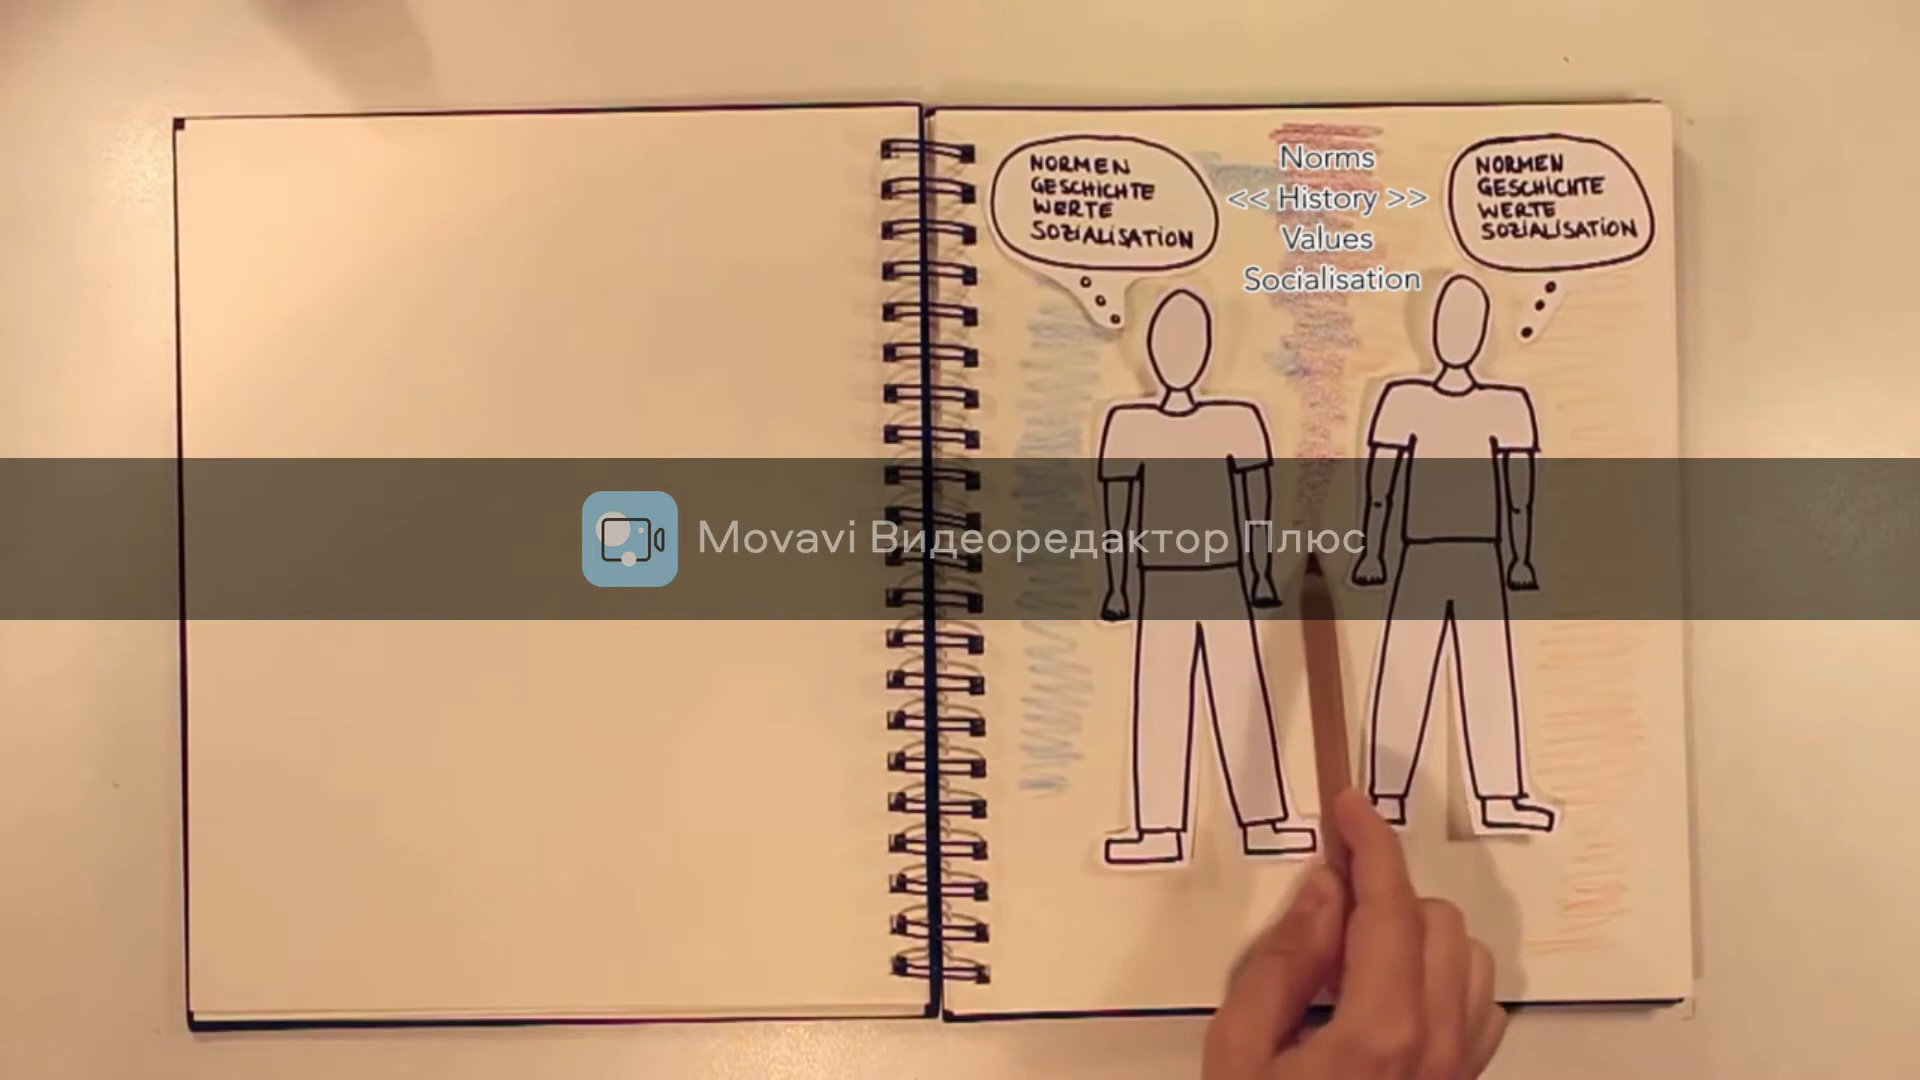 NORMEN
GESCHICHTE
WERTE
SOZIALISATION
Norms
<< History >>
Values
Socialisation
NORMEN
GESCHICHTE
WERTE
SOZIALISATION
Movavi Видеоредактор Плюс